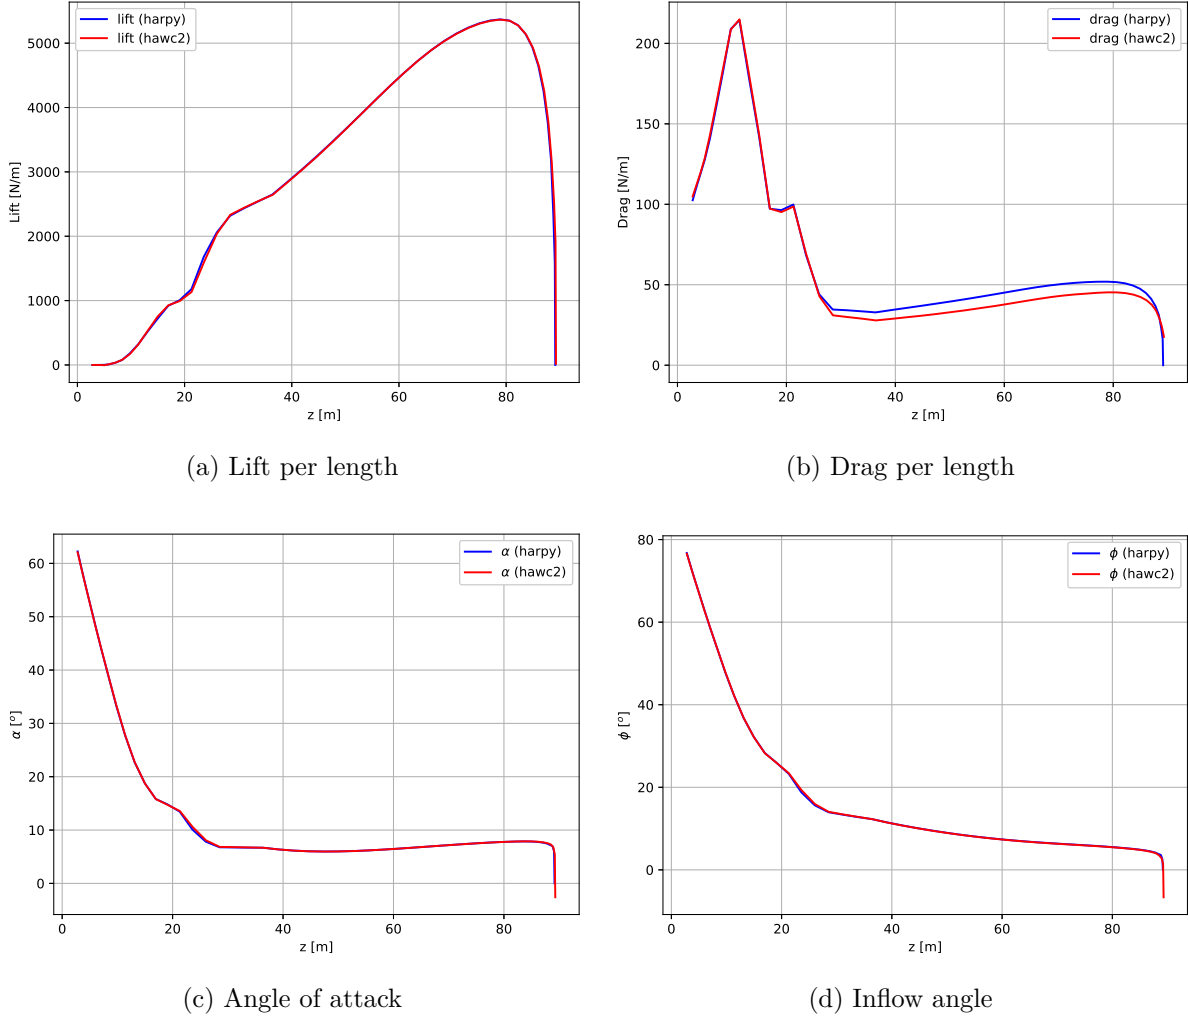 lift (harpy)
lift (hawc2)
5000
4000
3000
2000
1000
0
Lift [N/m]
0 20 40 60 80
z [m]
(a) Lift per length
drag (harpy)
drag (hawc2)
200
150
100
50
0
Drag [N/m]
0 20 40 60 80
z [m]
(b) Drag per length
α (harpy)
α (hawc2)
60
50
40
30
20
10
0
α [°]
0 20 40 60 80
z [m]
(c) Angle of attack
ϕ (harpy)
ϕ (hawc2)
80
60
40
20
0
ϕ [°]
0 20 40 60 80
z [m]
(d) Inflow angle